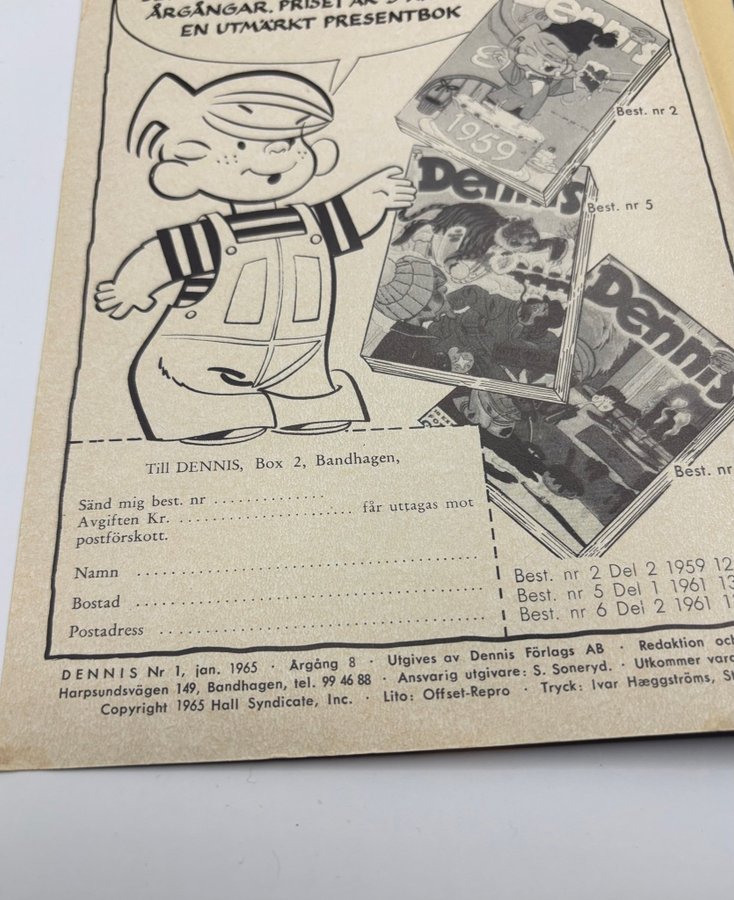 ÅRGÅNGAR. PRISET ÄR
EN UTMÄRKT PRESENTBOK
Dennis
1959
Best. nr 2
Dennis
Best. nr 5
Dennis
Best. nr
Till DENNIS, Box 2, Bandhagen,
Sänd mig best. nr ..............
Avgiften Kr. ...................... får uttagas mot
postförskott.
Namn ..........................................
Bostad ..........................................
Postadress ......................................
Best. nr 2 Del 2 1959 12
Best. nr 5 Del 1 1961 13
Best. nr 6 Del 2 1961
DENNIS Nr 1, jan. 1965 · Årgång 8 · Utgives av Dennis Förlags AB · Redaktion och
Harpsundsvägen 149, Bandhagen, tel. 99 46 88 · Ansvarig utgivare: S. Soneryd. · Utkommer
Copyright 1965 Hall Syndicate, Inc. · Lito: Offset-Repro · Tryck: Ivar Hæggströms,